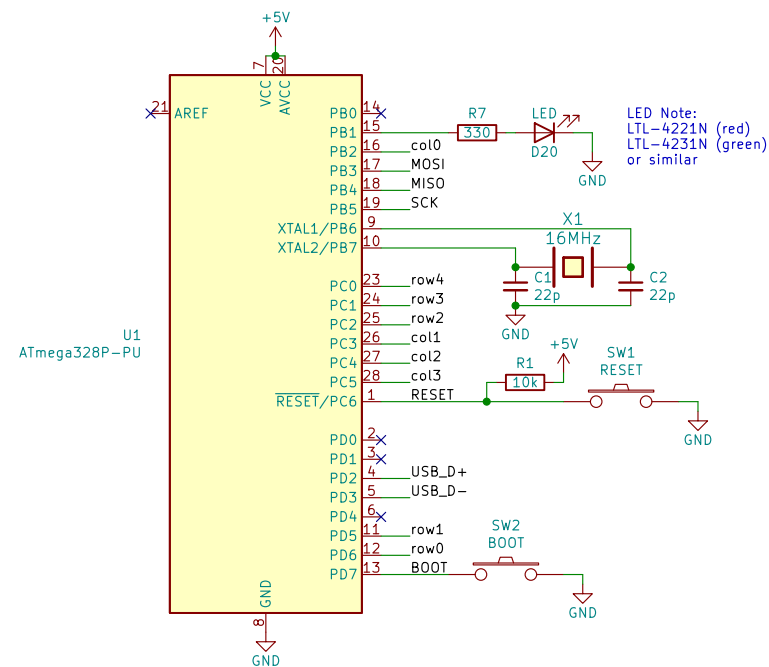 +5V
7
20
VCC
AVCC
21
AREF
PB0
14
PB1
15
R7
330
LED
D20
GND
LED Note:
LTL-4221N (red)
LTL-4231N (green)
or similar
PB2
16
col0
PB3
17
MOSI
PB4
18
MISO
PB5
19
SCK
XTAL1/PB6
9
XTAL2/PB7
10
X1
16MHz
C1
22p
C2
22p
GND
PC0
23
row4
PC1
24
row3
PC2
25
row2
PC3
26
col1
PC4
27
col2
PC5
28
col3
RESET/PC6
1
RESET
U1
ATmega328P-PU
R1
10k
+5V
SW1
RESET
GND
PD0
2
PD1
3
PD2
4
USB_D+
PD3
5
USB_D-
PD4
6
PD5
11
row1
PD6
12
row0
PD7
13
BOOT
SW2
BOOT
GND
GND
8
GND